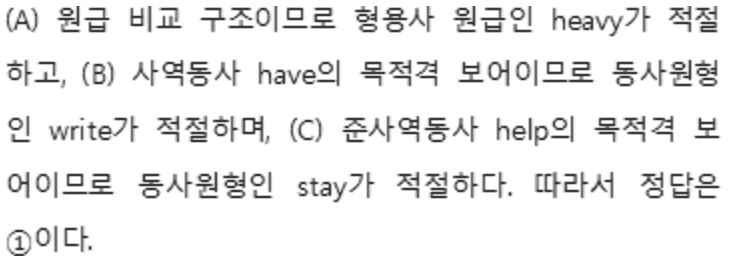 (A) 원급 비교 구조이므로 형용사 원급인 heavy가 적절
하고, (B) 사역동사 have의 목적격 보어이므로 동사원형
인 write가 적절하며, (C) 준사역동사 help의 목적격 보
어이므로 동사원형인 stay가 적절하다. 따라서 정답은
①이다.